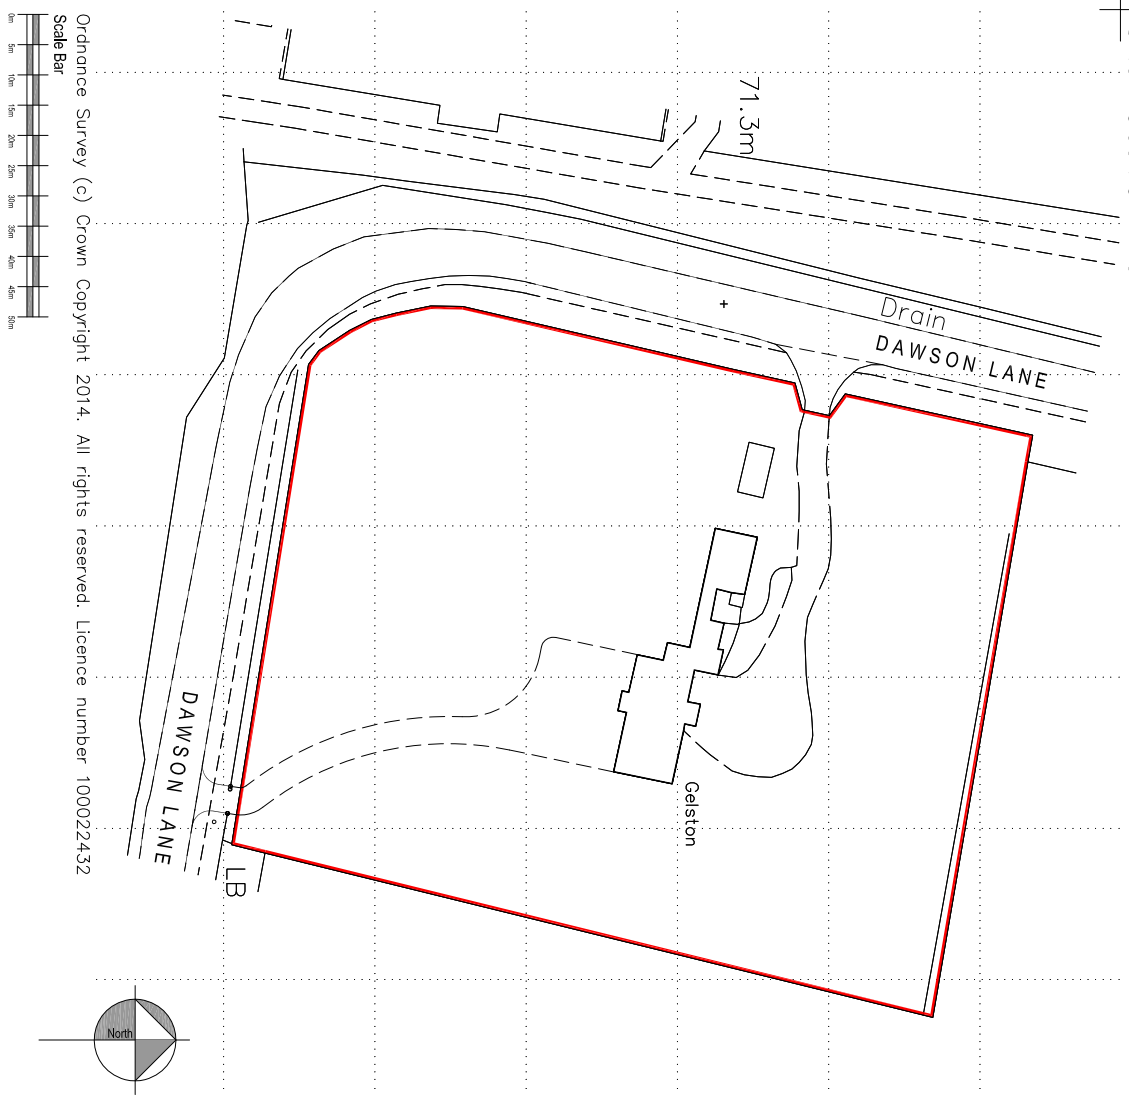 71.3m
Drain
DAWSON LANE
Gelston
DAWSON LANE
LB
Ordnance Survey (c) Crown Copyright 2014. All rights reserved. Licence number 100022432
Scale Bar
0m 5m 10m 15m 20m 25m 30m 35m 40m 45m 50m
North